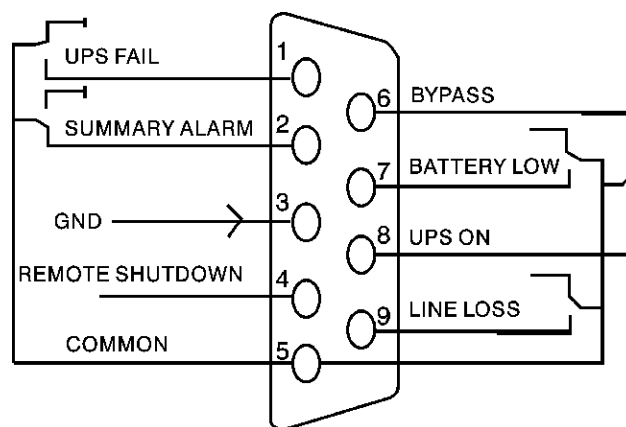 UPS FAIL 1
6 BYPASS
SUMMARY ALARM 2
7 BATTERY LOW
GND 3
8 UPS ON
REMOTE SHUTDOWN 4
9 LINE LOSS
COMMON 5